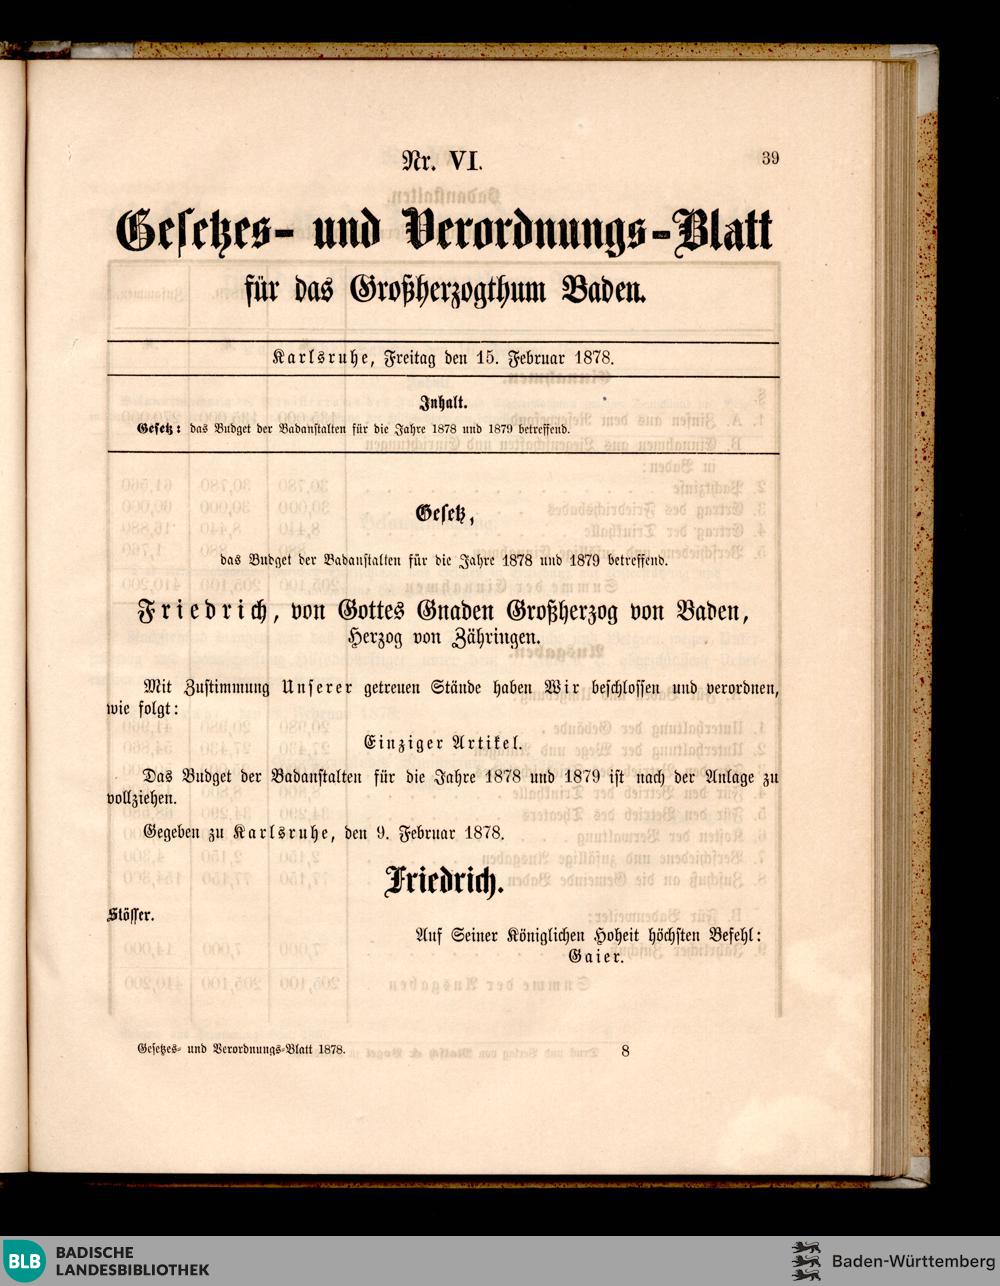 Nr. VI.
39
Gesetzes- und Verordnungs-Blatt
für das Großherzogthum Baden.
Karlsruhe, Freitag den 15. Februar 1878.
Inhalt.
Gesetz: das Budget der Badanstalten für die Jahre 1878 und 1879 betreffend.
Gesetz,
das Budget der Badanstalten für die Jahre 1878 und 1879 betreffend.
Friedrich, von Gottes Gnaden Großherzog von Baden,
Herzog von Zähringen.
Mit Zustimmung Unserer getreuen Stände haben Wir beschlossen und verordnen,
wie folgt:
Einziger Artikel.
Das Budget der Badanstalten für die Jahre 1878 und 1879 ist nach der Anlage zu
vollziehen.
Gegeben zu Karlsruhe, den 9. Februar 1878.
Friedrich.
Stösser.
Auf Seiner Königlichen Hoheit höchsten Befehl:
Gaier.
Gesetzes- und Verordnungs-Blatt 1878.
8
BLB
BADISCHE
LANDESBIBLIOTHEK
Baden-Württemberg